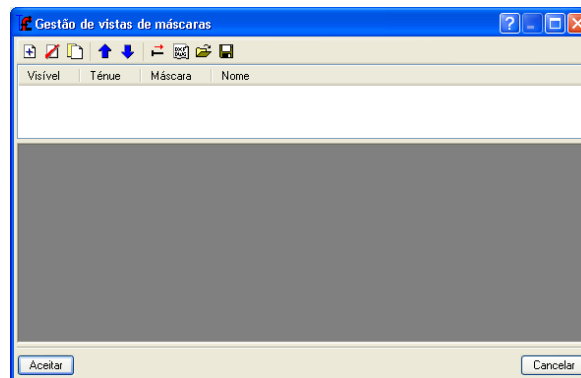 Gestão de vistas de máscaras
Visível Ténue Máscara Nome
Aceitar Cancelar